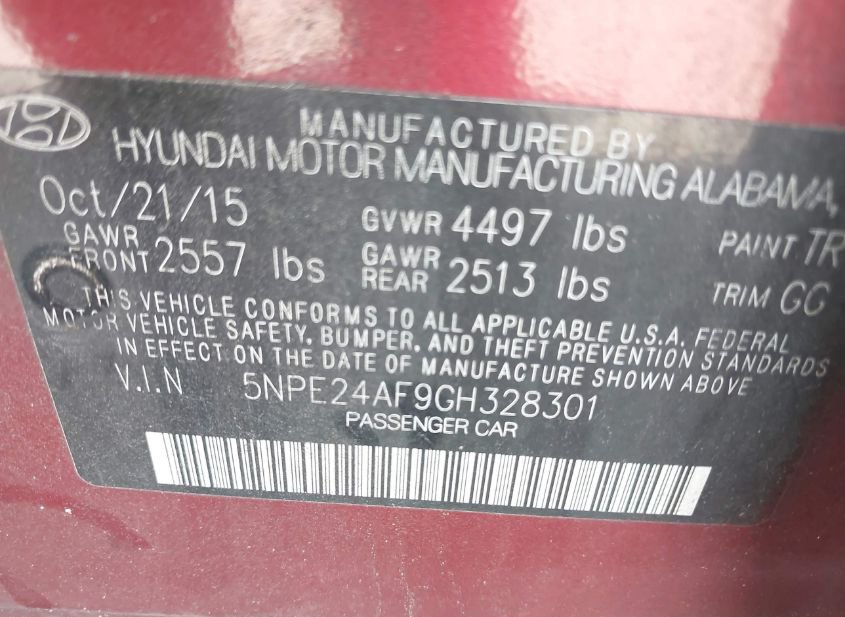 MANUFACTURED BY
HYUNDAI MOTOR MANUFACTURING ALABAMA,
Oct/21/15 GVWR 4497 lbs PAINT TR
GAWR FRONT 2557 lbs GAWR REAR 2513 lbs TRIM GG
THIS VEHICLE CONFORMS TO ALL APPLICABLE U.S.A. FEDERAL
MOTOR VEHICLE SAFETY, BUMPER, AND THEFT PREVENTION STANDARDS
IN EFFECT ON THE DATE OF MANUFACTURE SHOWN ABOVE
V.I.N 5NPE24AF9GH328301
PASSENGER CAR